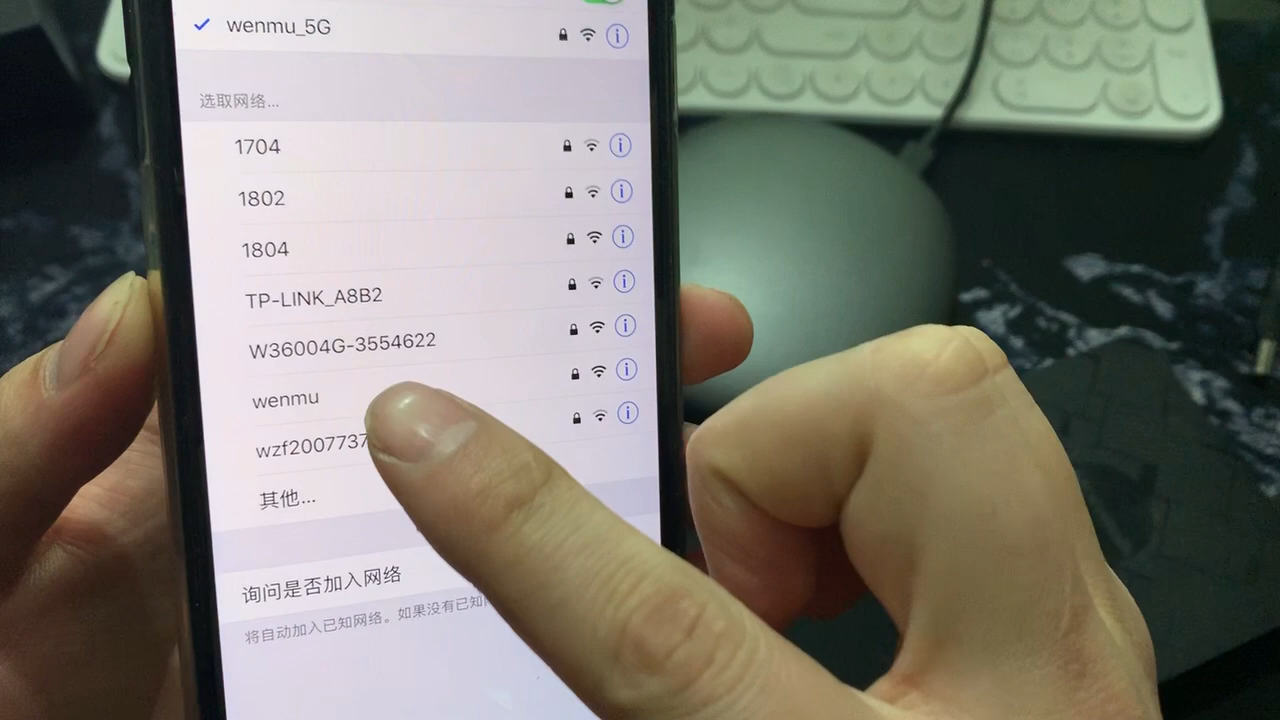 wenmu_5G
选取网络...
1704
1802
1804
TP-LINK_A8B2
W36004G-3554622
wenmu
wzf2007737
其他...
询问是否加入网络
将自动加入已知网络。如果没有已知